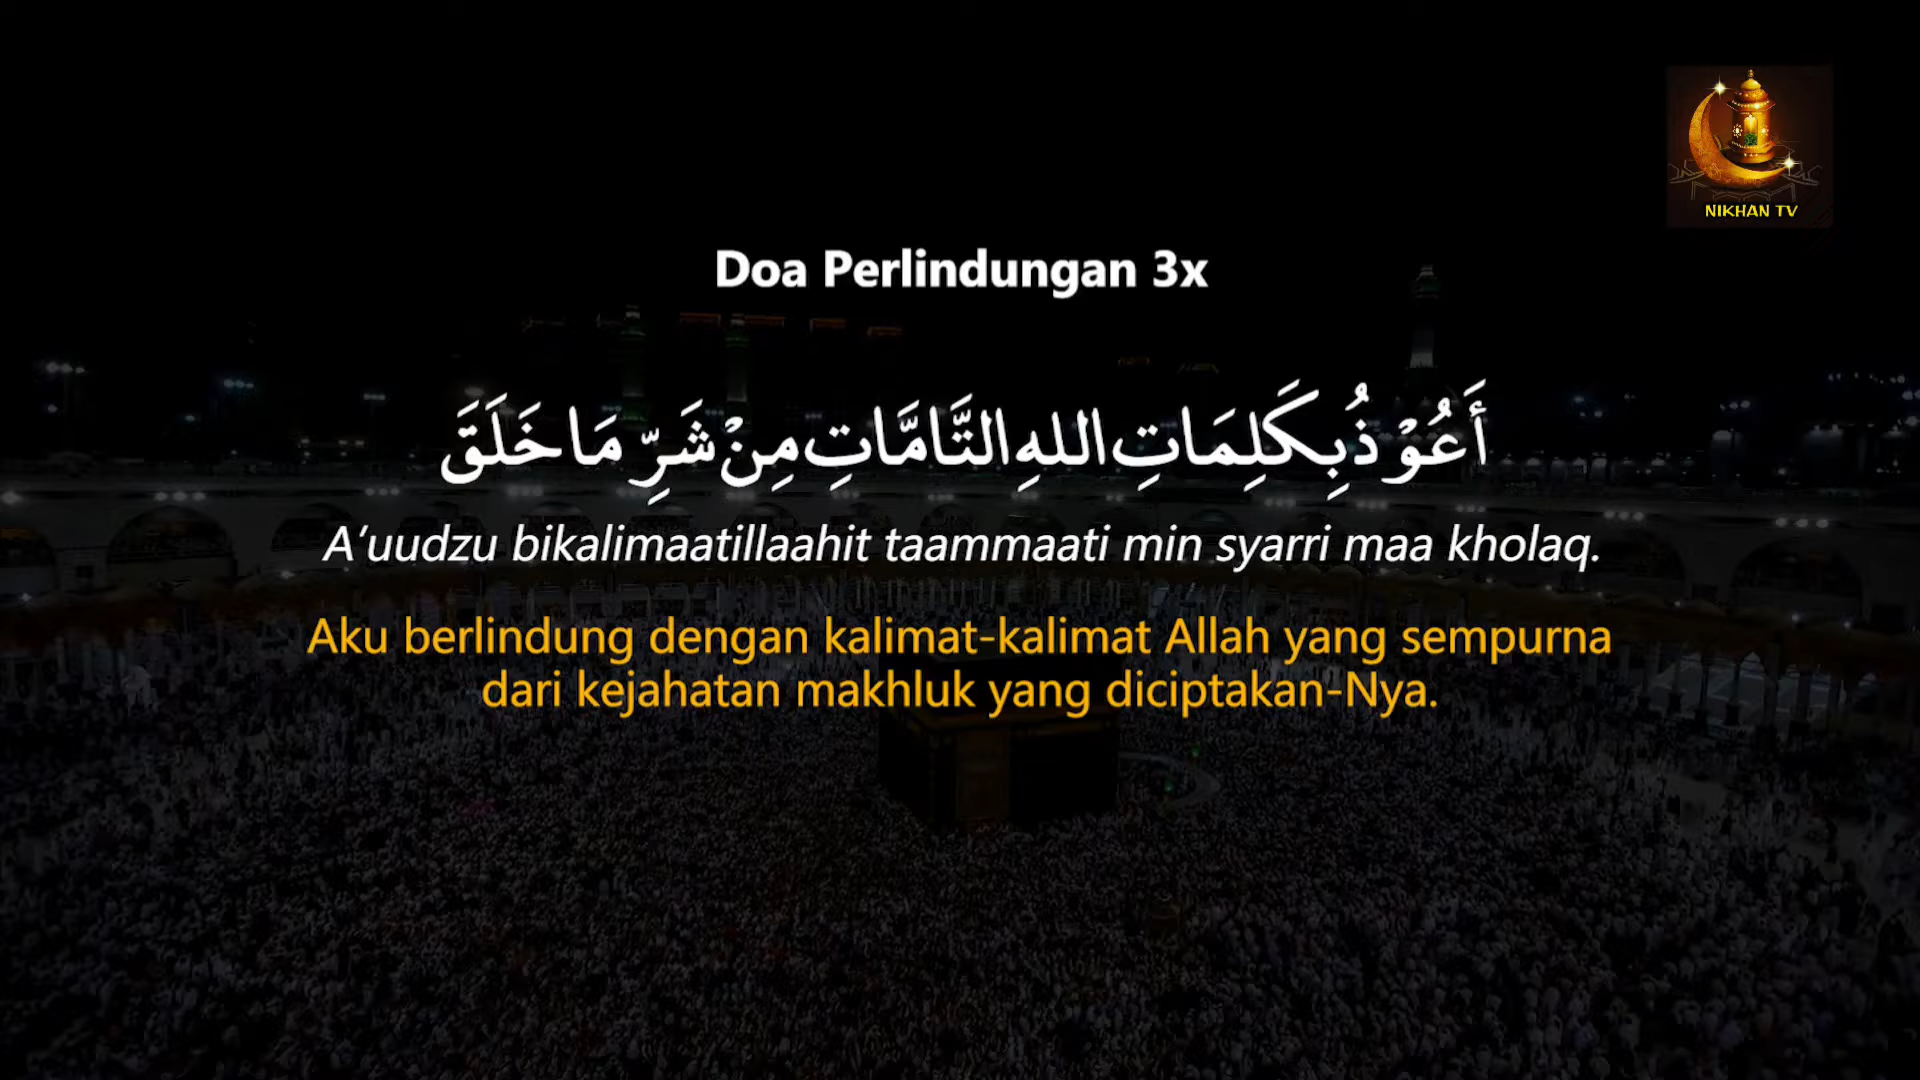 NIKHAN TV
Doa Perlindungan 3x
أَعُوْذُبِكَلِمَاتِ اللهِ التَّامَّاتِ مِنْ شَرِّ مَا خَلَقَ
A‘uudzu bikalimaatillaahit taammaati min syarri maa kholaq.
Aku berlindung dengan kalimat-kalimat Allah yang sempurna
dari kejahatan makhluk yang diciptakan-Nya.